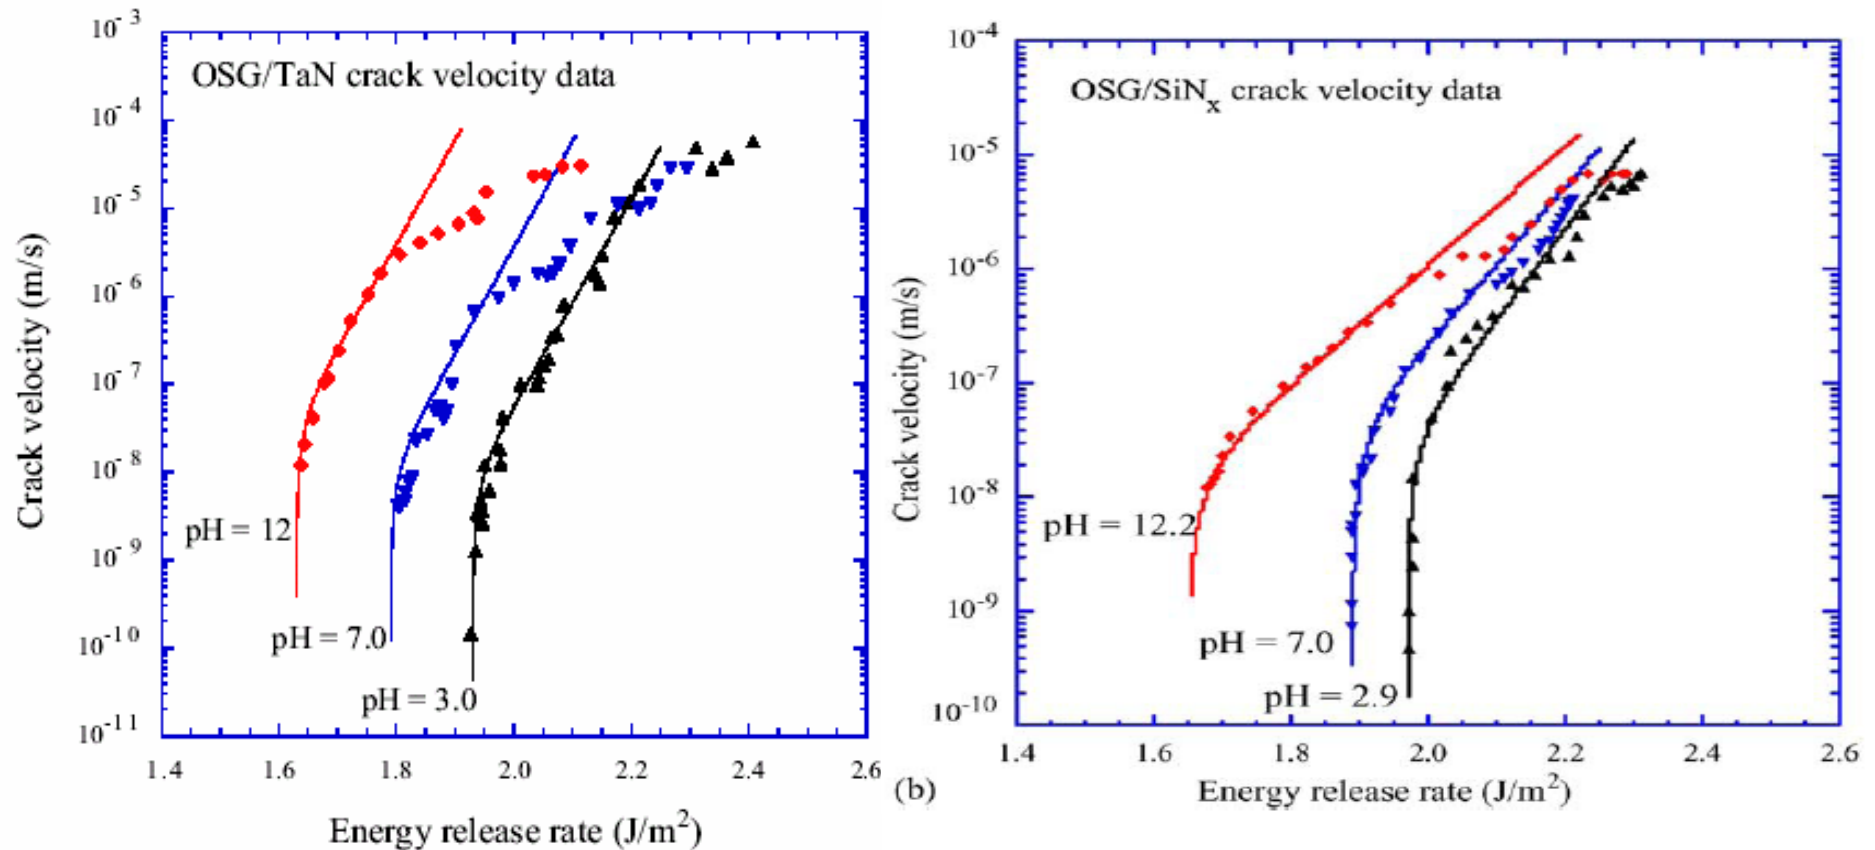 OSG/TaN crack velocity data
Crack velocity (m/s)
10-3
10-4
10-5
10-6
10-7
10-8
10-9
10-10
10-11
pH = 12
pH = 7.0
pH = 3.0
1.4 1.6 1.8 2.0 2.2 2.4 2.6
Energy release rate (J/m2)
(b)
OSG/SiNx crack velocity data
Crack velocity (m/s)
10-4
10-5
10-6
10-7
10-8
10-9
10-10
pH = 12.2
pH = 7.0
pH = 2.9
1.4 1.6 1.8 2.0 2.2 2.4 2.6
Energy release rate (J/m2)